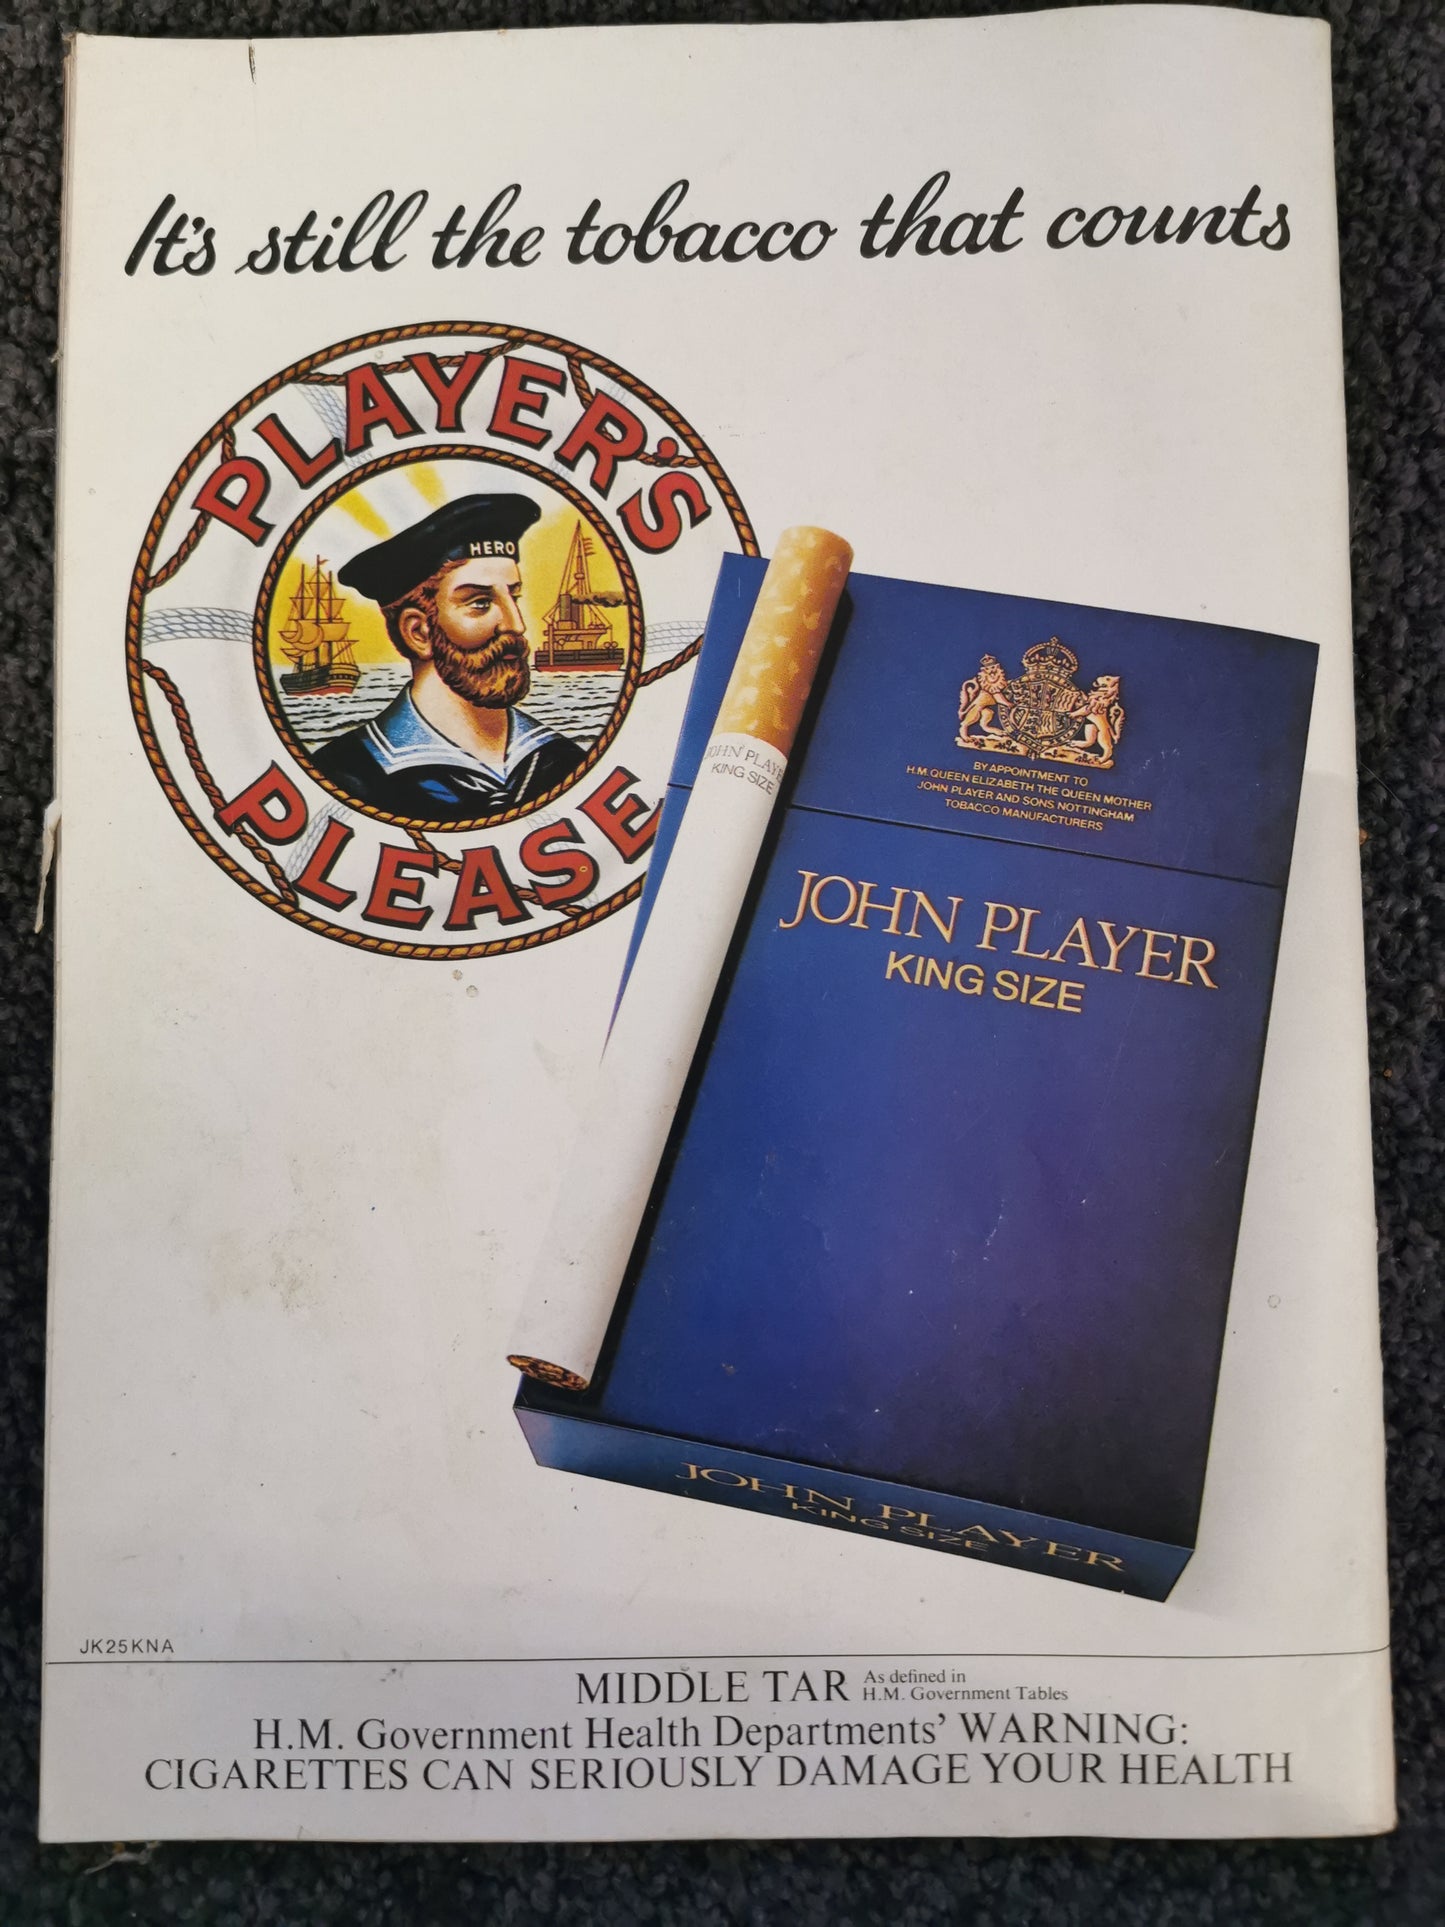 It's still the tobacco that counts
PLAYER'S
HERO
PLEASE
JOHN PLAYER
KING SIZE
BY APPOINTMENT TO
H.M. QUEEN ELIZABETH THE QUEEN MOTHER
JOHN PLAYER AND SONS NOTTINGHAM
TOBACCO MANUFACTURERS
JOHN PLAYER
KING SIZE
JOHN PLAYER
KING SIZE
JK25KNA
MIDDLE TAR As defined in
H.M. Government Tables
H.M. Government Health Departments' WARNING:
CIGARETTES CAN SERIOUSLY DAMAGE YOUR HEALTH